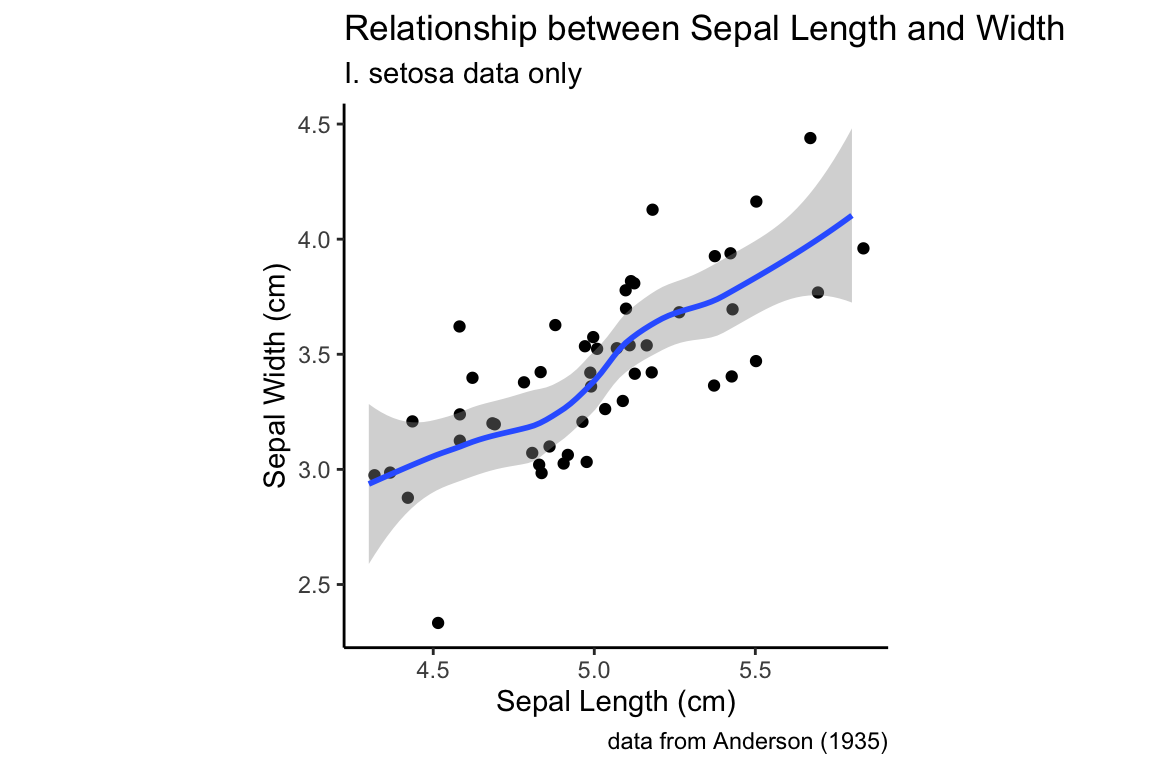 Relationship between Sepal Length and Width
I. setosa data only
4.5
4.0
3.5
3.0
2.5
Sepal Width (cm)
4.5 5.0 5.5
Sepal Length (cm)
data from Anderson (1935)